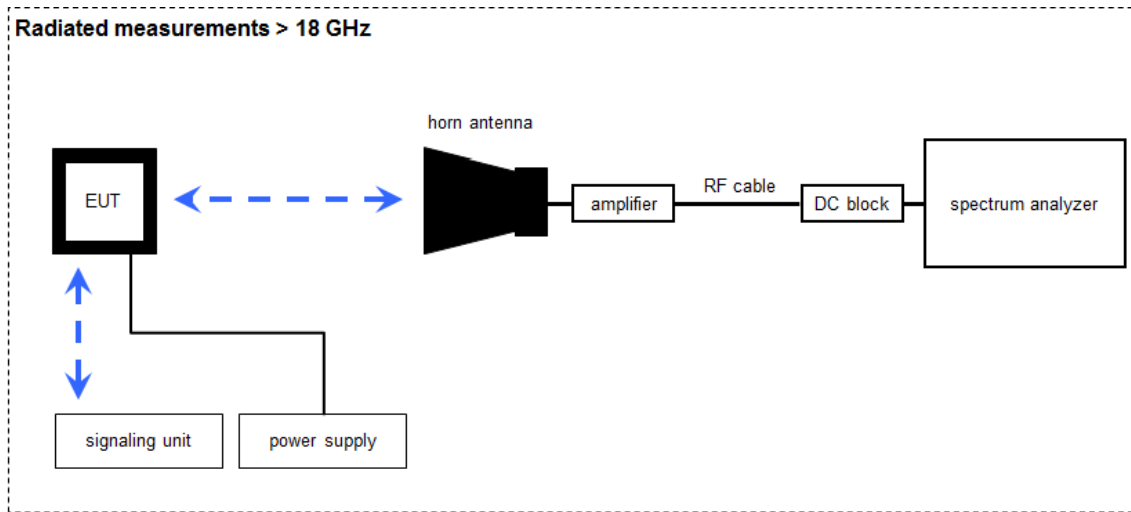 Radiated measurements > 18 GHz
horn antenna
EUT
amplifier
RF cable
DC block
spectrum analyzer
signaling unit
power supply